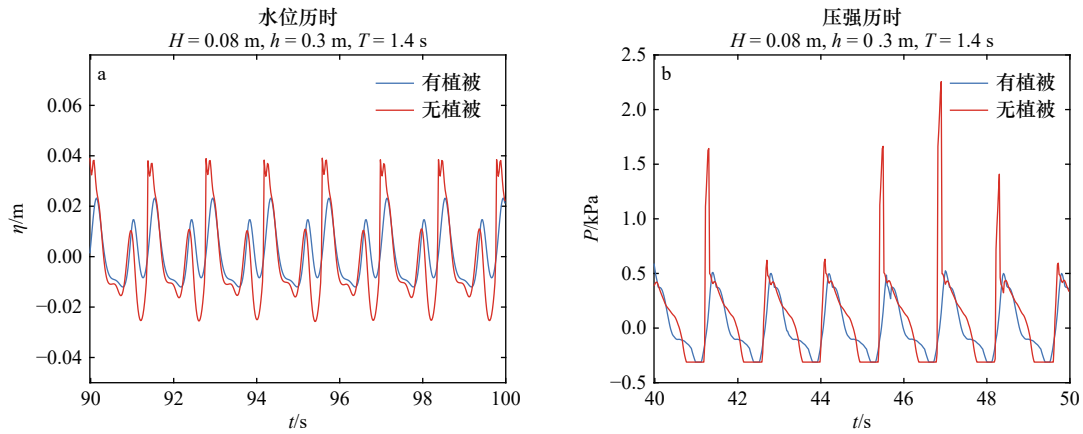 水位历时
H = 0.08 m, h = 0.3 m, T = 1.4 s
a
有植被
无植被
0.06
0.04
0.02
0.00
−0.02
−0.04
η/m
90 92 94 96 98 100
t/s
压强历时
H = 0.08 m, h = 0 .3 m, T = 1.4 s
b
有植被
无植被
2.5
2.0
1.5
1.0
0.5
0.0
−0.5
P/kPa
40 42 44 46 48 50
t/s